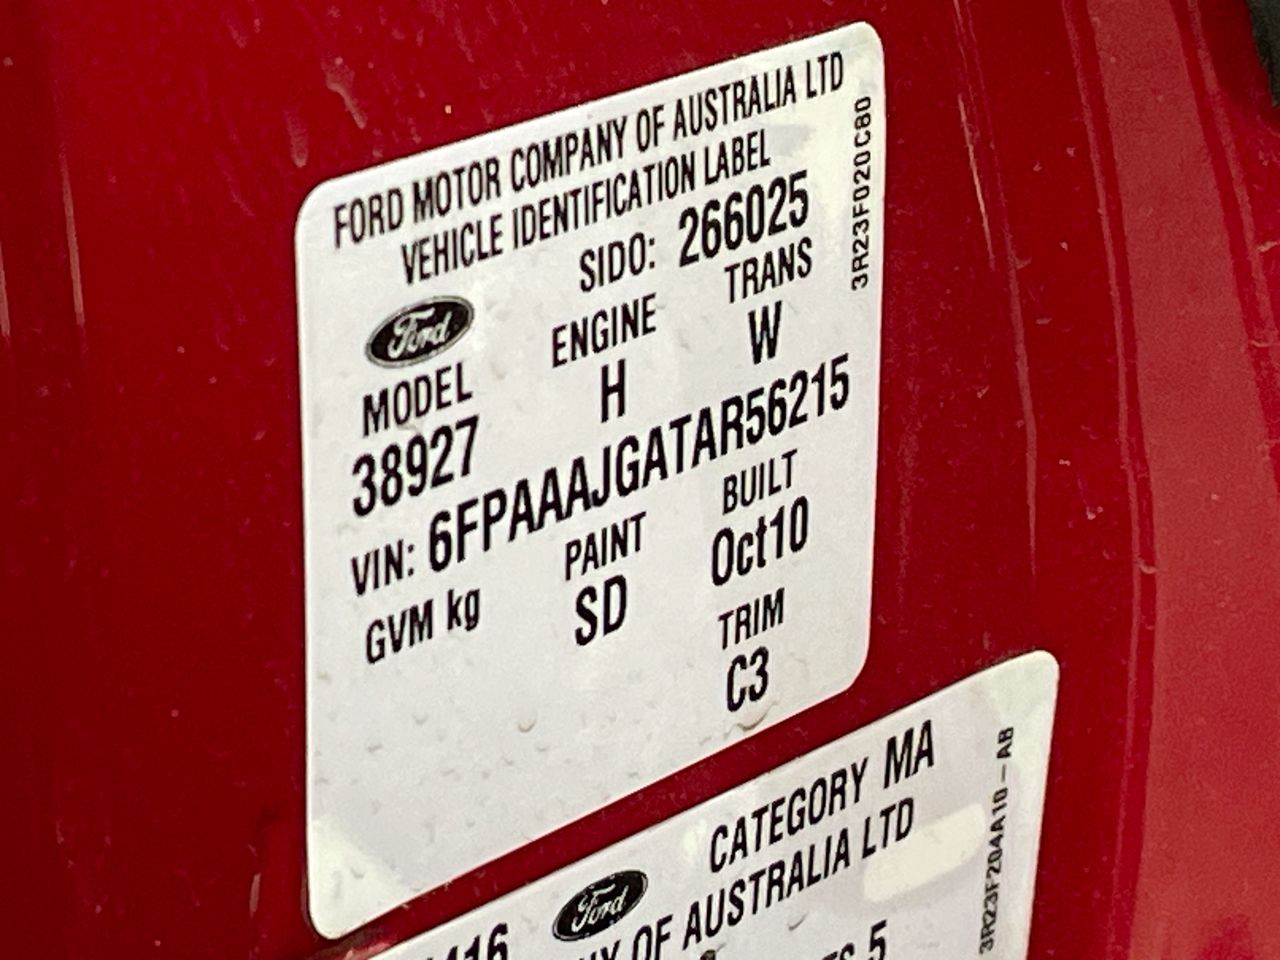 FORD MOTOR COMPANY OF AUSTRALIA LTD
VEHICLE IDENTIFICATION LABEL
SIDO: 266025
Ford
ENGINE TRANS
MODEL H W
38927
VIN: 6FPAAAJGATAR56215
GVM kg PAINT BUILT
SD Oct10
TRIM
C3
3R23F020C80
CATEGORY MA
Ford
OF AUSTRALIA LTD
5
3R23F204A10-AB